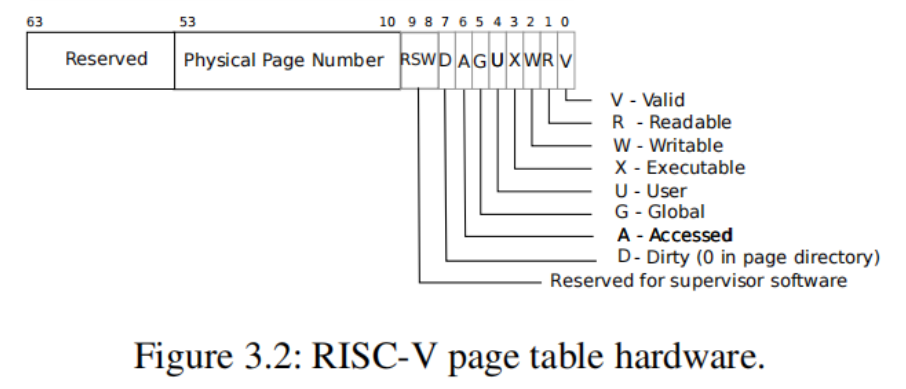 63 53 10 9 8 7 6 5 4 3 2 1 0
Reserved Physical Page Number RSW D A G U X W R V
V - Valid
R - Readable
W - Writable
X - Executable
U - User
G - Global
A - Accessed
D - Dirty (0 in page directory)
Reserved for supervisor software
Figure 3.2: RISC-V page table hardware.